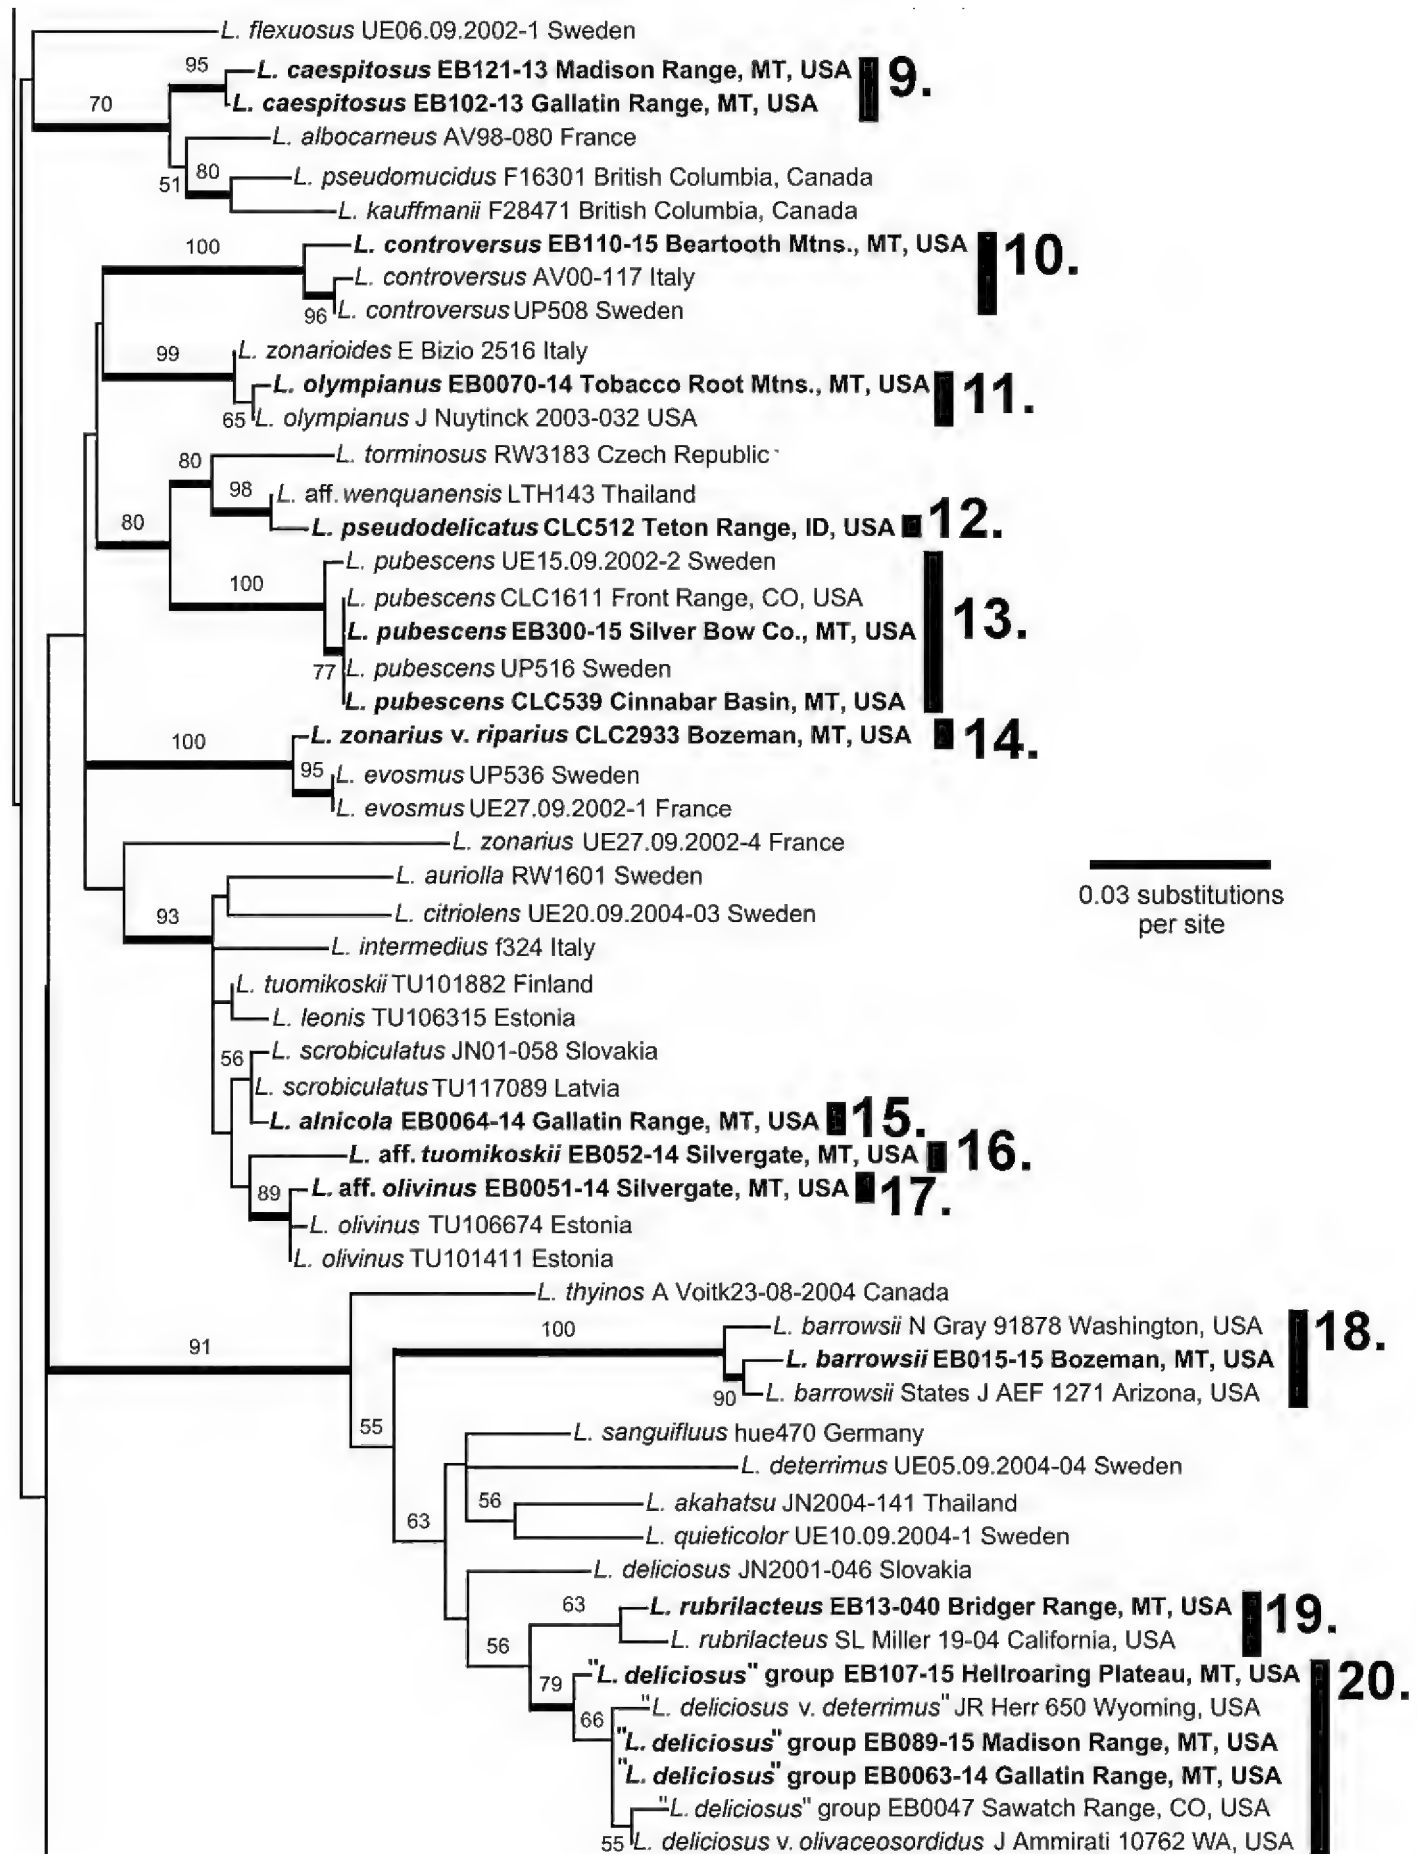 L. flexuosus UE06.09.2002-1 Sweden
95
L. caespitosus EB121-13 Madison Range, MT, USA
9.
70
L. caespitosus EB102-13 Gallatin Range, MT, USA
L. albocarneus AV98-080 France
80
L. pseudomucidus F16301 British Columbia, Canada
51
L. kauffmanii F28471 British Columbia, Canada
100
L. controversus EB110-15 Beartooth Mtns., MT, USA
10.
L. controversus AV00-117 Italy
96
L. controversus UP508 Sweden
99
L. zonarioides E Bizio 2516 Italy
L. olympianus EB0070-14 Tobacco Root Mtns., MT, USA
11.
65
L. olympianus J Nuytinck 2003-032 USA
80
L. torminosus RW3183 Czech Republic
98
L. aff. wenquanensis LTH143 Thailand
80
L. pseudodelicatus CLC512 Teton Range, ID, USA
12.
L. pubescens UE15.09.2002-2 Sweden
100
L. pubescens CLC1611 Front Range, CO, USA
13.
L. pubescens EB300-15 Silver Bow Co., MT, USA
77
L. pubescens UP516 Sweden
L. pubescens CLC539 Cinnabar Basin, MT, USA
100
L. zonarius v. riparius CLC2933 Bozeman, MT, USA
14.
95
L. evosmus UP536 Sweden
L. evosmus UE27.09.2002-1 France
L. zonarius UE27.09.2002-4 France
L. auriolla RW1601 Sweden
0.03 substitutions
per site
93
L. citriolens UE20.09.2004-03 Sweden
L. intermedius f324 Italy
L. tuomikoskii TU101882 Finland
L. leonis TU106315 Estonia
56
L. scrobiculatus JN01-058 Slovakia
L. scrobiculatus TU117089 Latvia
L. alnicola EB0064-14 Gallatin Range, MT, USA
15.
L. aff. tuomikoskii EB052-14 Silvergate, MT, USA
16.
89
L. aff. olivinus EB0051-14 Silvergate, MT, USA
17.
L. olivinus TU106674 Estonia
L. olivinus TU101411 Estonia
L. thyinos A Voitk23-08-2004 Canada
91
100
L. barrowsii N Gray 91878 Washington, USA
18.
L. barrowsii EB015-15 Bozeman, MT, USA
90
L. barrowsii States J AEF 1271 Arizona, USA
55
L. sanguifluus hue470 Germany
L. deterrimus UE05.09.2004-04 Sweden
56
L. akahatsu JN2004-141 Thailand
63
L. quieticolor UE10.09.2004-1 Sweden
L. deliciosus JN2001-046 Slovakia
63
L. rubrilacteus EB13-040 Bridger Range, MT, USA
19.
56
L. rubrilacteus SL Miller 19-04 California, USA
79
"L. deliciosus" group EB107-15 Hellroaring Plateau, MT, USA
20.
66
"L. deliciosus v. deterrimus" JR Herr 650 Wyoming, USA
"L. deliciosus" group EB089-15 Madison Range, MT, USA
"L. deliciosus" group EB0063-14 Gallatin Range, MT, USA
"L. deliciosus" group EB0047 Sawatch Range, CO, USA
55
L. deliciosus v. olivaceosordidus J Ammirati 10762 WA, USA